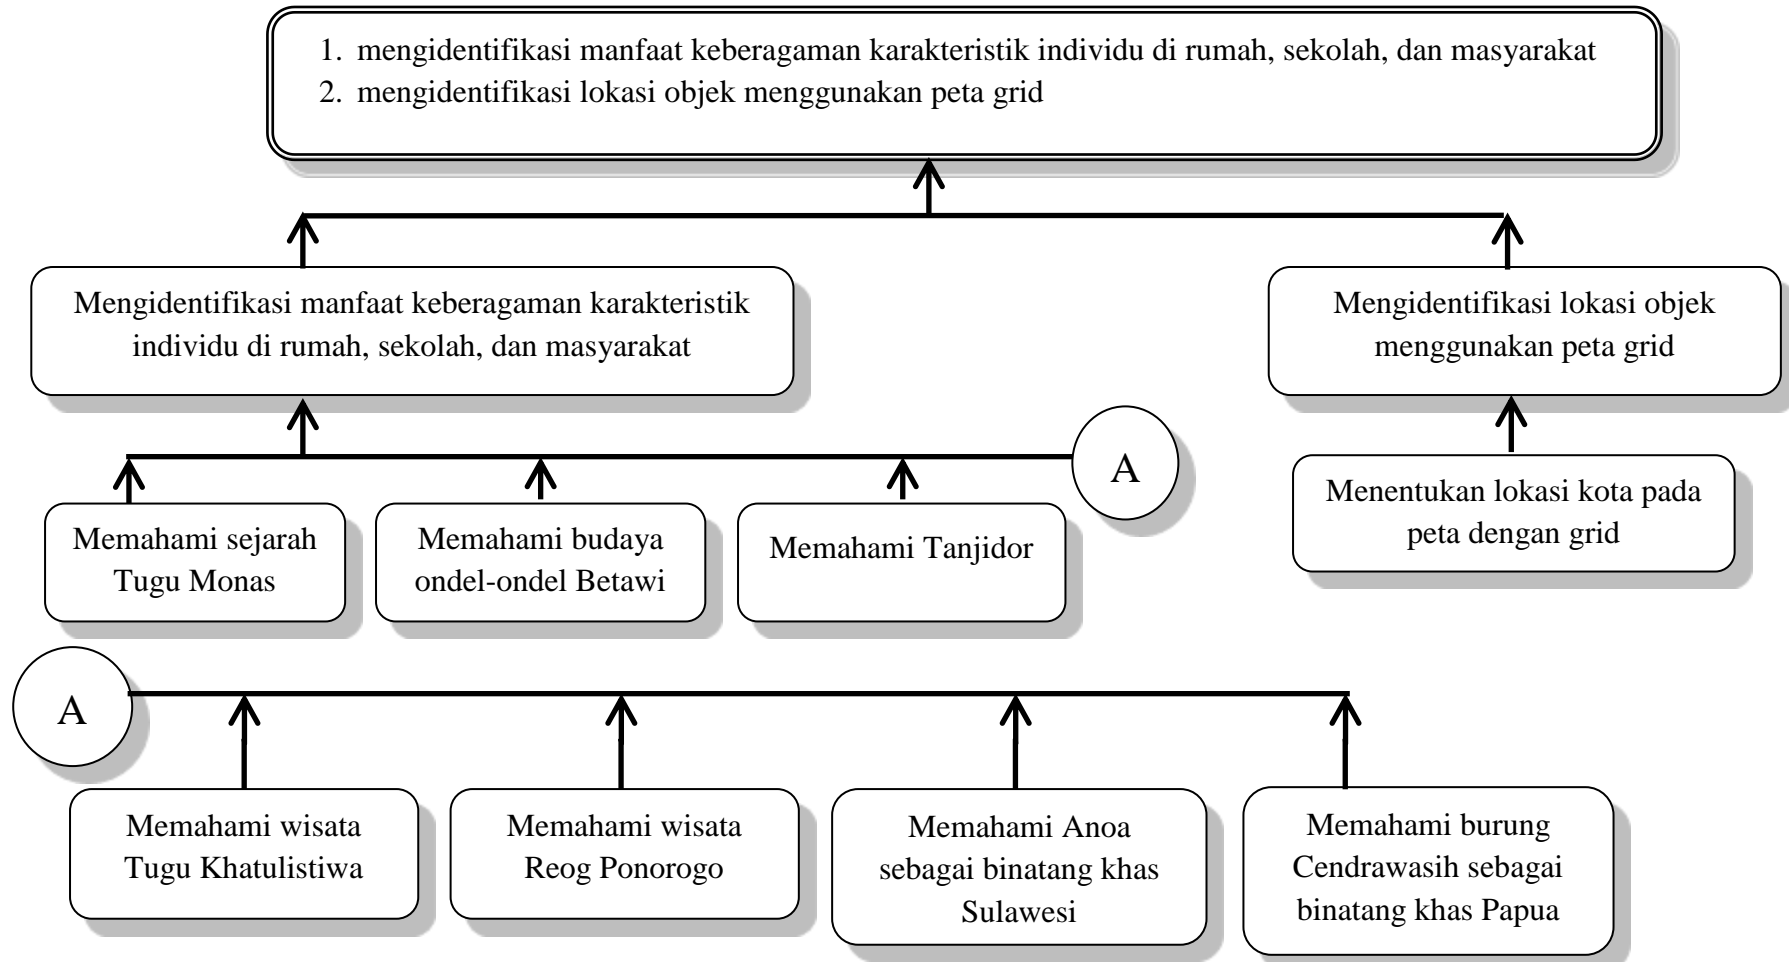 1. mengidentifikasi manfaat keberagaman karakteristik individu di rumah, sekolah, dan masyarakat
2. mengidentifikasi lokasi objek menggunakan peta grid
Mengidentifikasi manfaat keberagaman karakteristik
individu di rumah, sekolah, dan masyarakat
Mengidentifikasi lokasi objek
menggunakan peta grid
A
Memahami sejarah
Tugu Monas
Memahami budaya
ondel-ondel Betawi
Memahami Tanjidor
Menentukan lokasi kota pada
peta dengan grid
A
Memahami wisata
Tugu Khatulistiwa
Memahami wisata
Reog Ponorogo
Memahami Anoa
sebagai binatang khas
Sulawesi
Memahami burung
Cendrawasih sebagai
binatang khas Papua